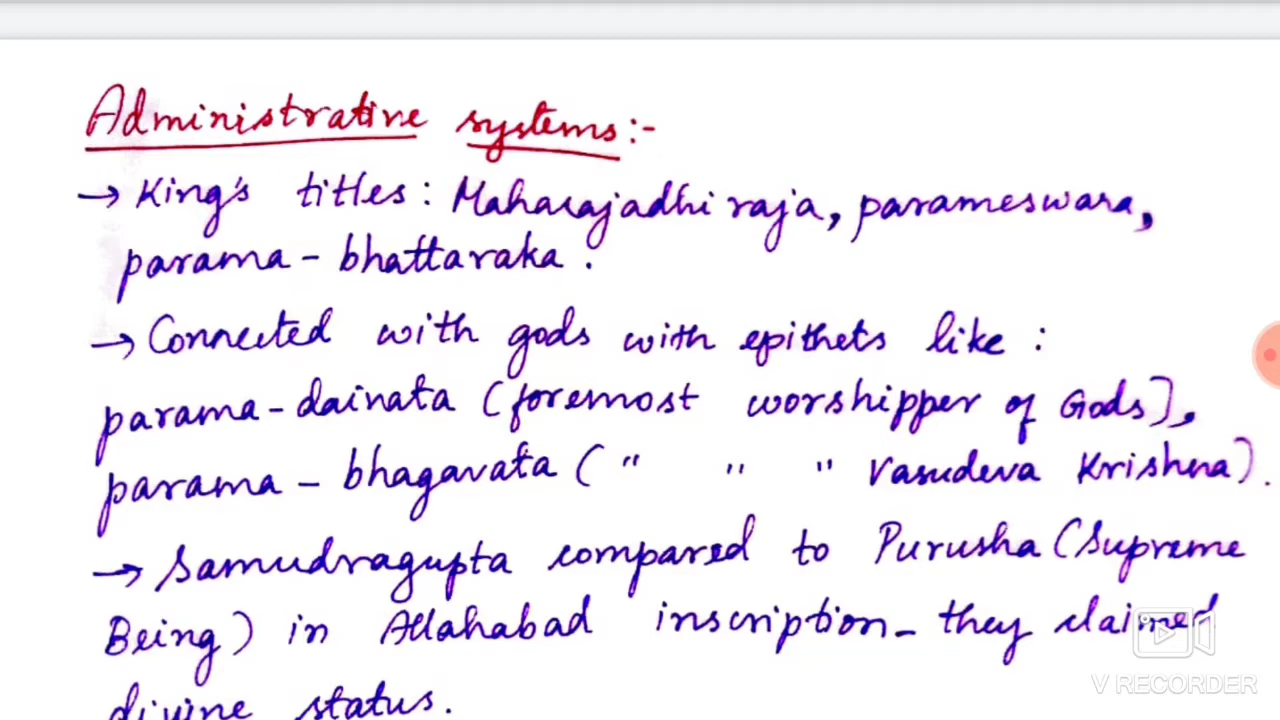 Administrative systems:-
→ King's titles: Maharajadhiraja, parameswara,
parama - bhattaraka.
→ Connected with gods with epithets like:
parama-dainata (foremost worshipper of Gods),
parama - bhagavata ( " " " Vasudeva Krishna).
→ Samudragupta compared to Purusha (Supreme
Being) in Allahabad inscription - they claimed
divine status.
V RECORDER